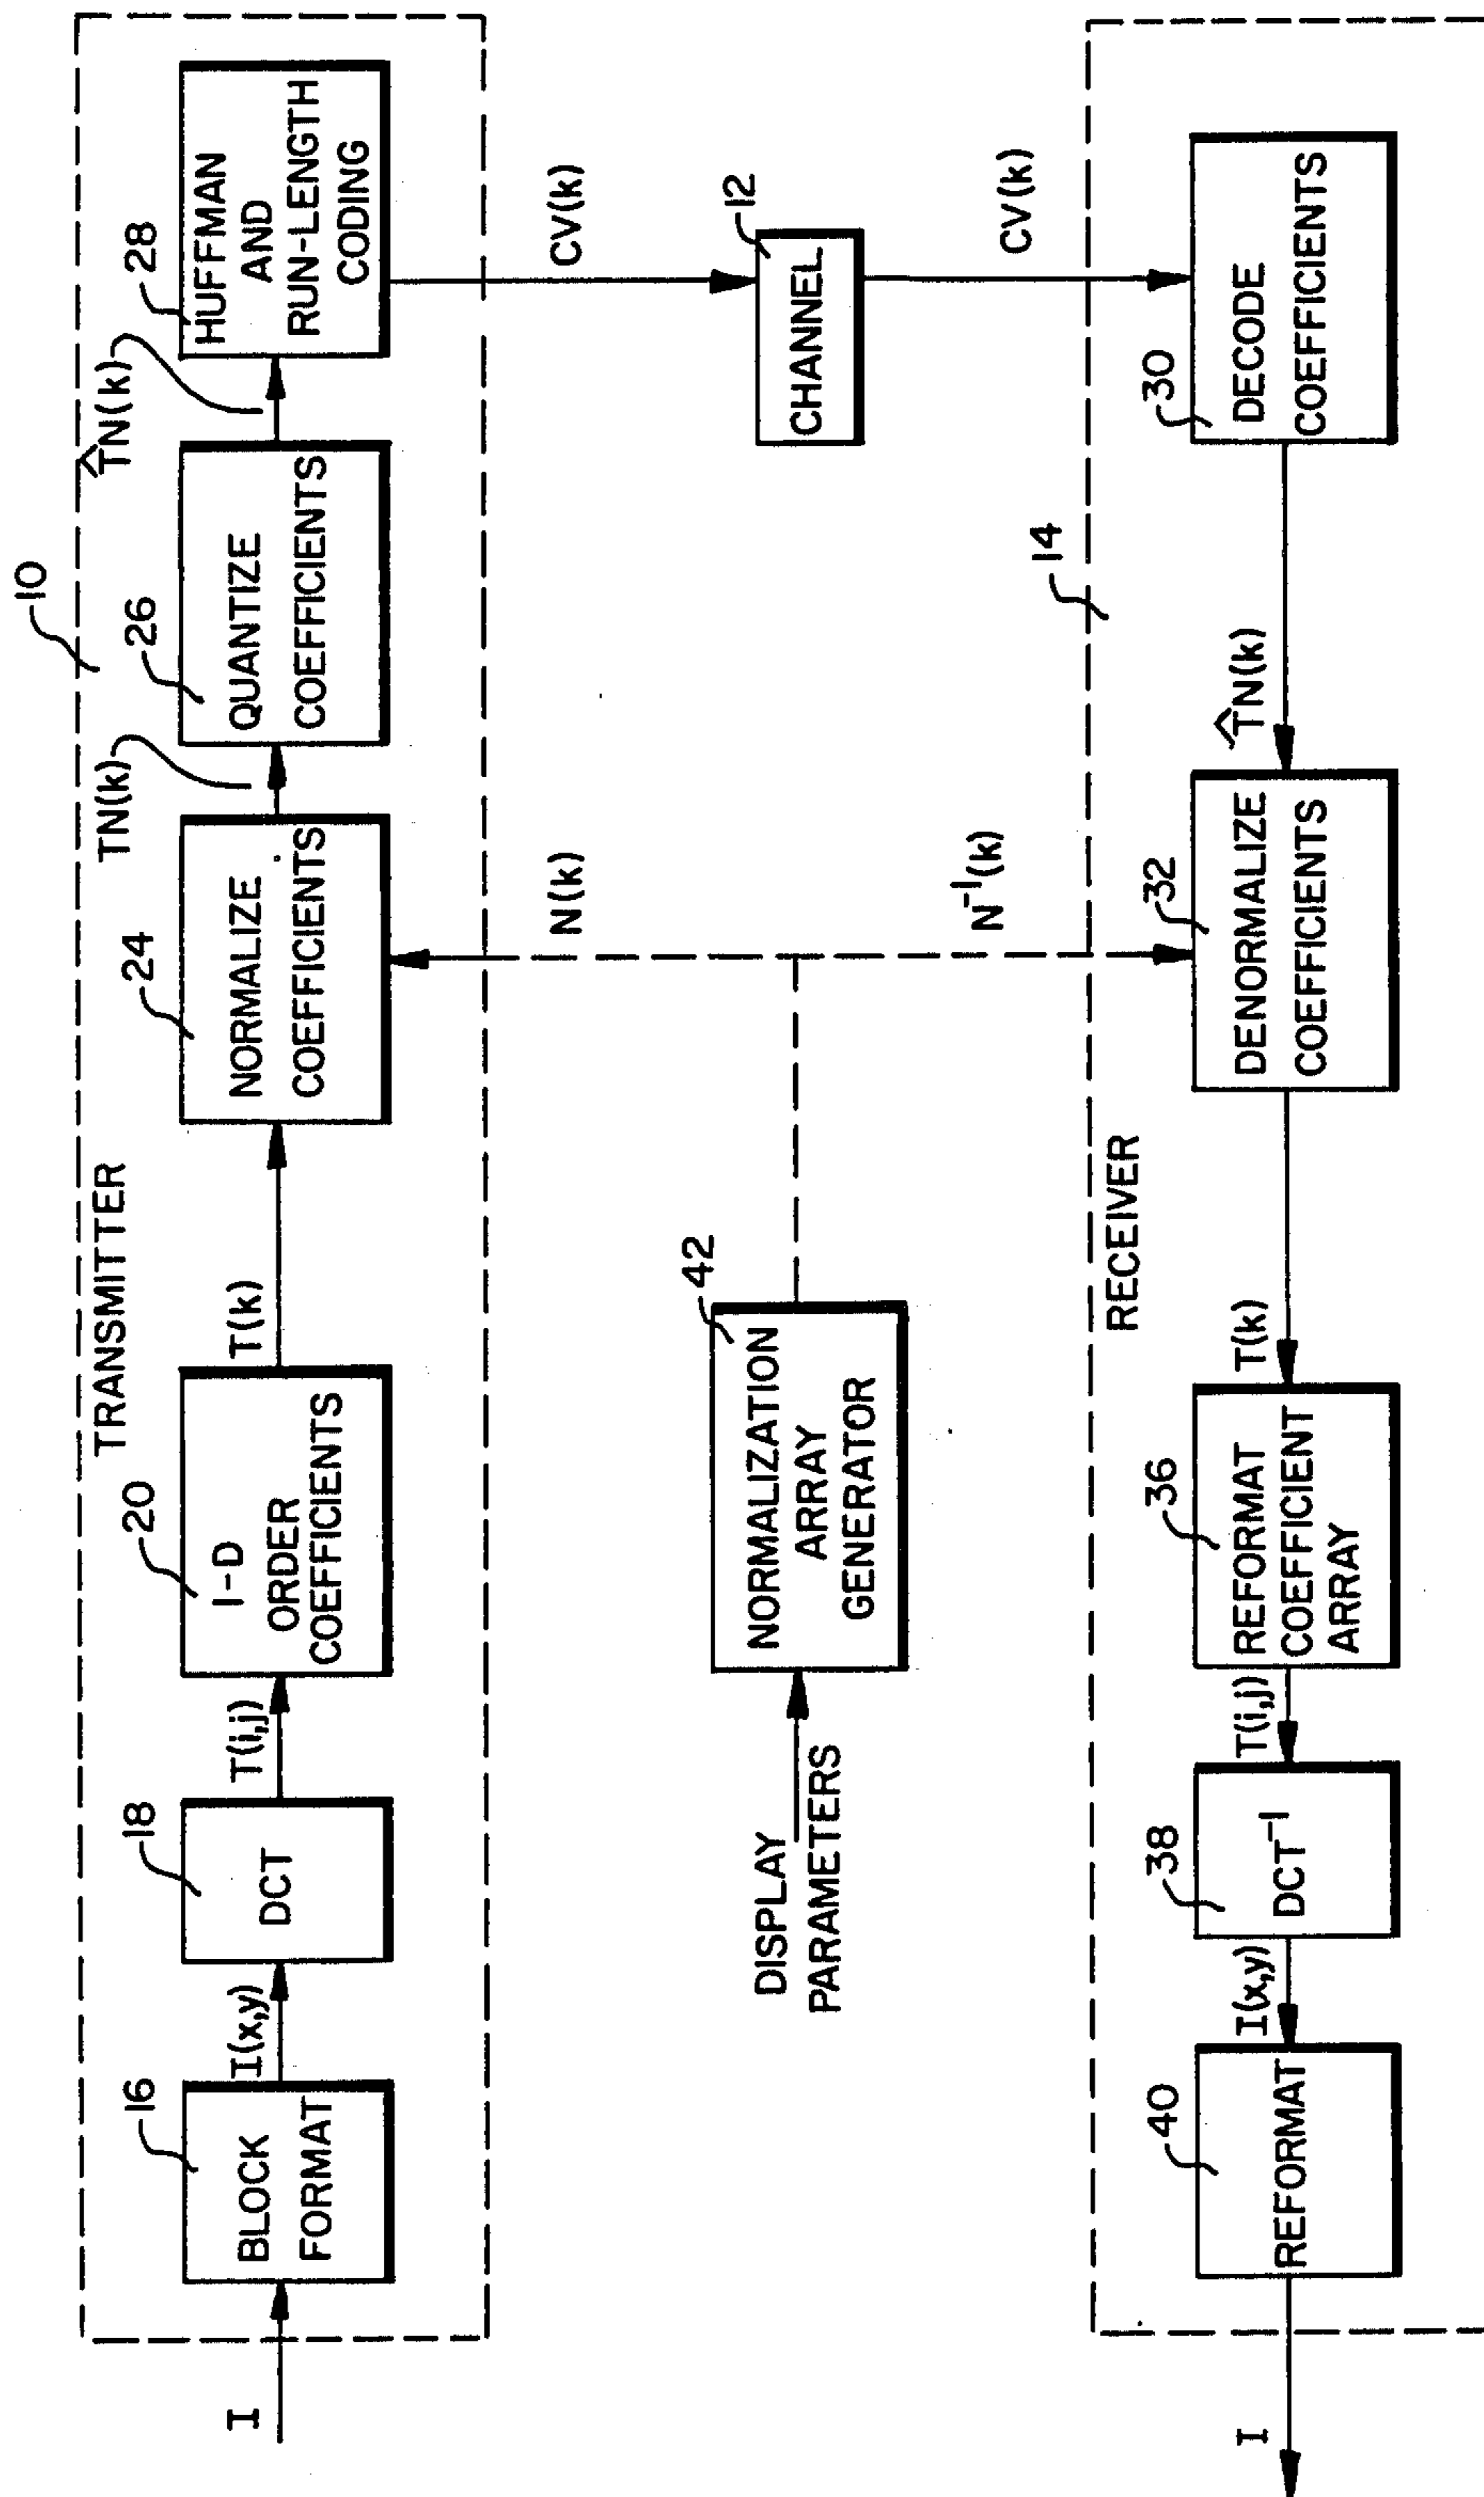 10
TRANSMITTER
I
16
BLOCK
FORMAT
I(x,y)
18
DCT
T(i,j)
20
1-D
ORDER
COEFFICIENTS
T(k)
24
NORMALIZE
COEFFICIENTS
TN(k)
26
QUANTIZE
COEFFICIENTS
T̂N(k)
28
HUFFMAN
AND
RUN-LENGTH
CODING
CV(k)
N(k)
12
CHANNEL
42
NORMALIZATION
ARRAY
GENERATOR
DISPLAY
PARAMETERS
N⁻¹(k)
CV(k)
14
RECEIVER
30
DECODE
COEFFICIENTS
T̂N(k)
32
DENORMALIZE
COEFFICIENTS
T(k)
36
REFORMAT
COEFFICIENT
ARRAY
T(i,j)
38
DCT⁻¹
I(x,y)
40
REFORMAT
I